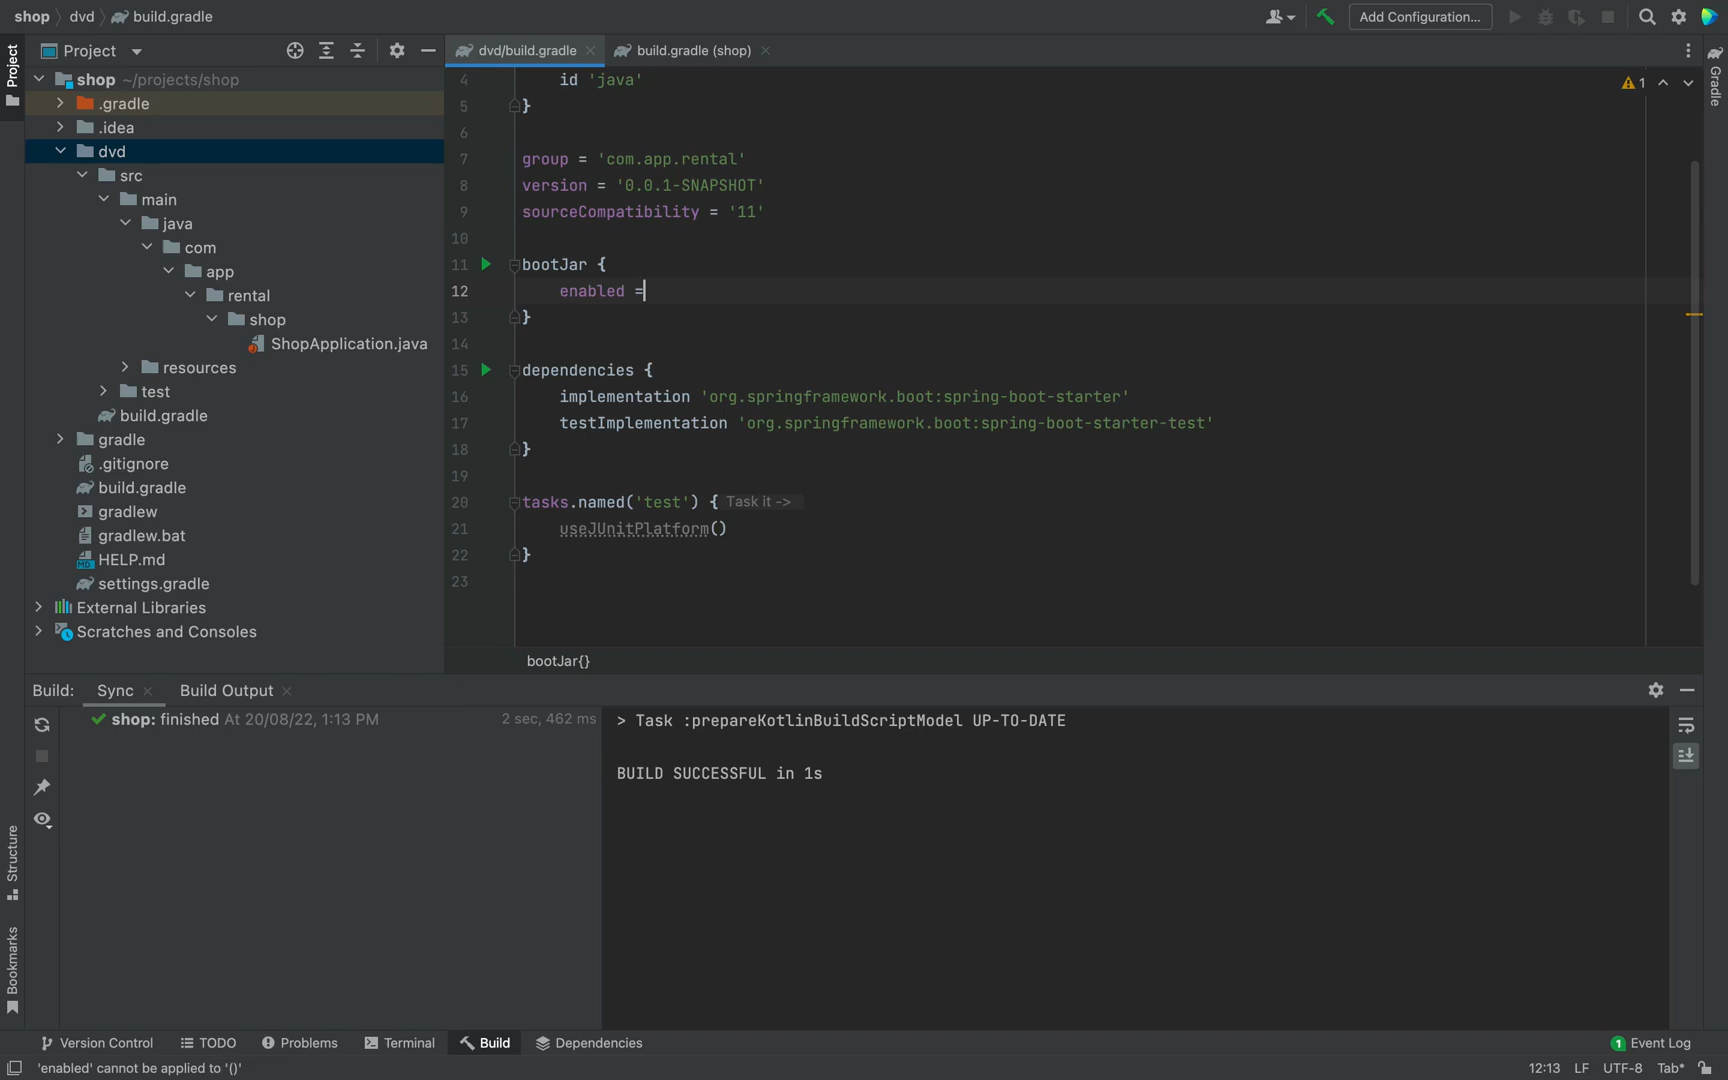 shop dvd build.gradle
Add Configuration...
Project
Project
shop ~/projects/shop
.gradle
.idea
dvd
src
main
java
com
app
rental
shop
ShopApplication.java
resources
test
build.gradle
gradle
.gitignore
build.gradle
gradlew
gradlew.bat
HELP.md
settings.gradle
External Libraries
Scratches and Consoles
dvd/build.gradle
build.gradle (shop)
Gradle
1
4 id 'java'
5 }
6
7 group = 'com.app.rental'
8 version = '0.0.1-SNAPSHOT'
9 sourceCompatibility = '11'
10
11 bootJar {
12 enabled =
13 }
14
15 dependencies {
16 implementation 'org.springframework.boot:spring-boot-starter'
17 testImplementation 'org.springframework.boot:spring-boot-starter-test'
18 }
19
20 tasks.named('test') { Task it ->
21 useJUnitPlatform()
22 }
23
bootJar{}
Build: Sync Build Output
shop: finished At 20/08/22, 1:13 PM 2 sec, 462 ms
> Task :prepareKotlinBuildScriptModel UP-TO-DATE
BUILD SUCCESSFUL in 1s
Structure
Bookmarks
Version Control TODO Problems Terminal Build Dependencies
1 Event Log
'enabled' cannot be applied to '()'
12:13 LF UTF-8 Tab*